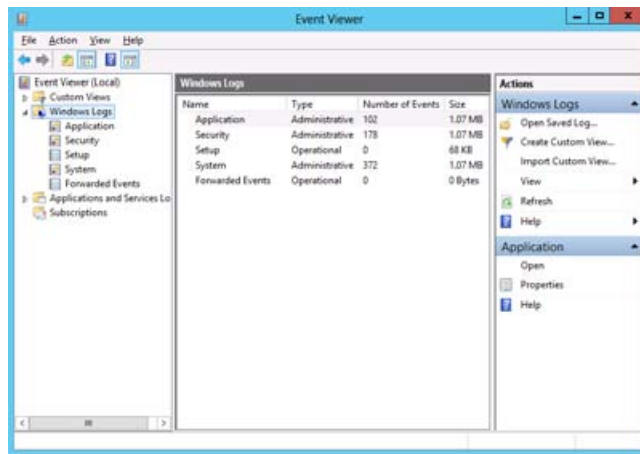 Event Viewer
File Action View Help
Event Viewer (Local)
Custom Views
Windows Logs
Application
Security
Setup
System
Forwarded Events
Applications and Services Lo
Subscriptions
Windows Logs
Name Type Number of Events Size
Application Administrative 102 1.07 MB
Security Administrative 178 1.07 MB
Setup Operational 0 68 KB
System Administrative 372 1.07 MB
Forwarded Events Operational 0 0 Bytes
Actions
Windows Logs
Open Saved Log...
Create Custom View...
Import Custom View...
View
Refresh
Help
Application
Open
Properties
Help